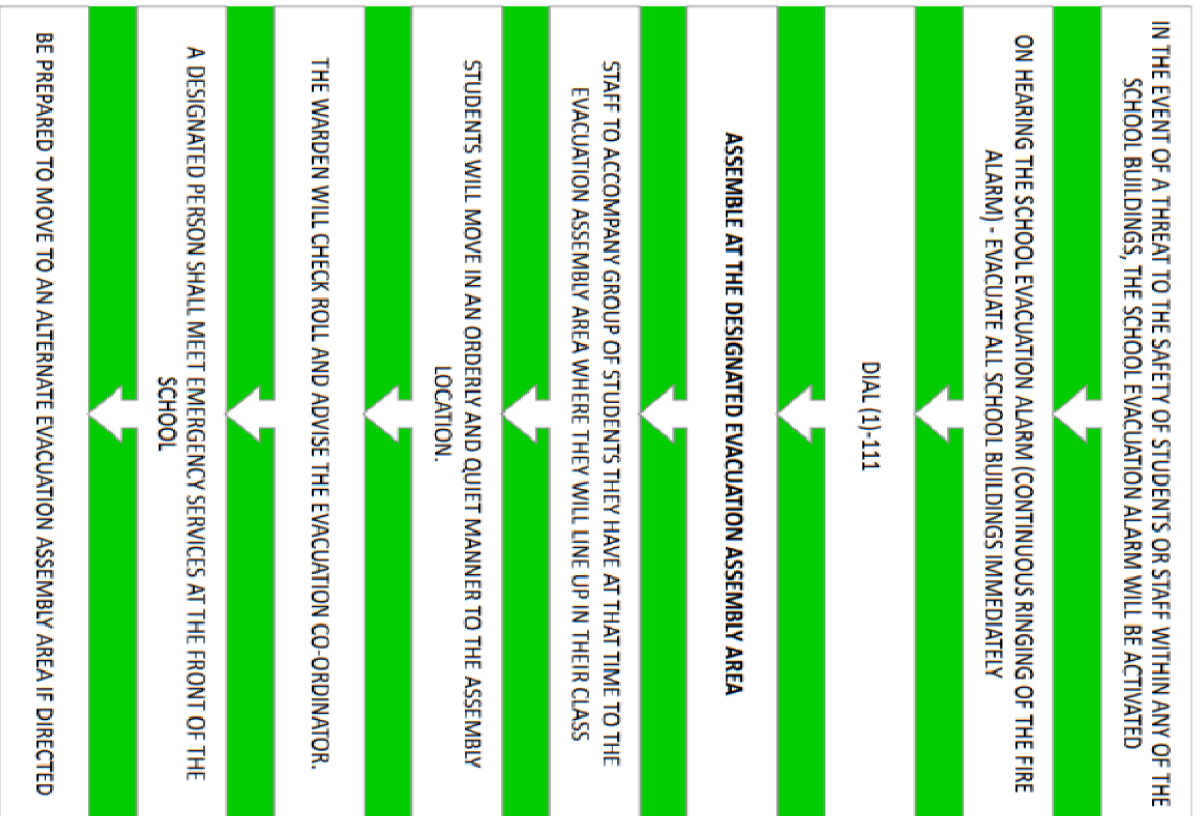 IN THE EVENT OF A THREAT TO THE SAFETY OF STUDENTS OR STAFF WITHIN ANY OF THE
SCHOOL BUILDINGS, THE SCHOOL EVACUATION ALARM WILL BE ACTIVATED
ON HEARING THE SCHOOL EVACUATION ALARM (CONTINUOUS RINGING OF THE FIRE
ALARM) - EVACUATE ALL SCHOOL BUILDINGS IMMEDIATELY
DIAL (1)-111
ASSEMBLE AT THE DESIGNATED EVACUATION ASSEMBLY AREA
STAFF TO ACCOMPANY GROUP OF STUDENTS THEY HAVE AT THAT TIME TO THE
EVACUATION ASSEMBLY AREA WHERE THEY WILL LINE UP IN THEIR CLASS
STUDENTS WILL MOVE IN AN ORDERLY AND QUIET MANNER TO THE ASSEMBLY
LOCATION.
THE WARDEN WILL CHECK ROLL AND ADVISE THE EVACUATION CO-ORDINATOR.
A DESIGNATED PERSON SHALL MEET EMERGENCY SERVICES AT THE FRONT OF THE
SCHOOL
BE PREPARED TO MOVE TO AN ALTERNATE EVACUATION ASSEMBLY AREA IF DIRECTED